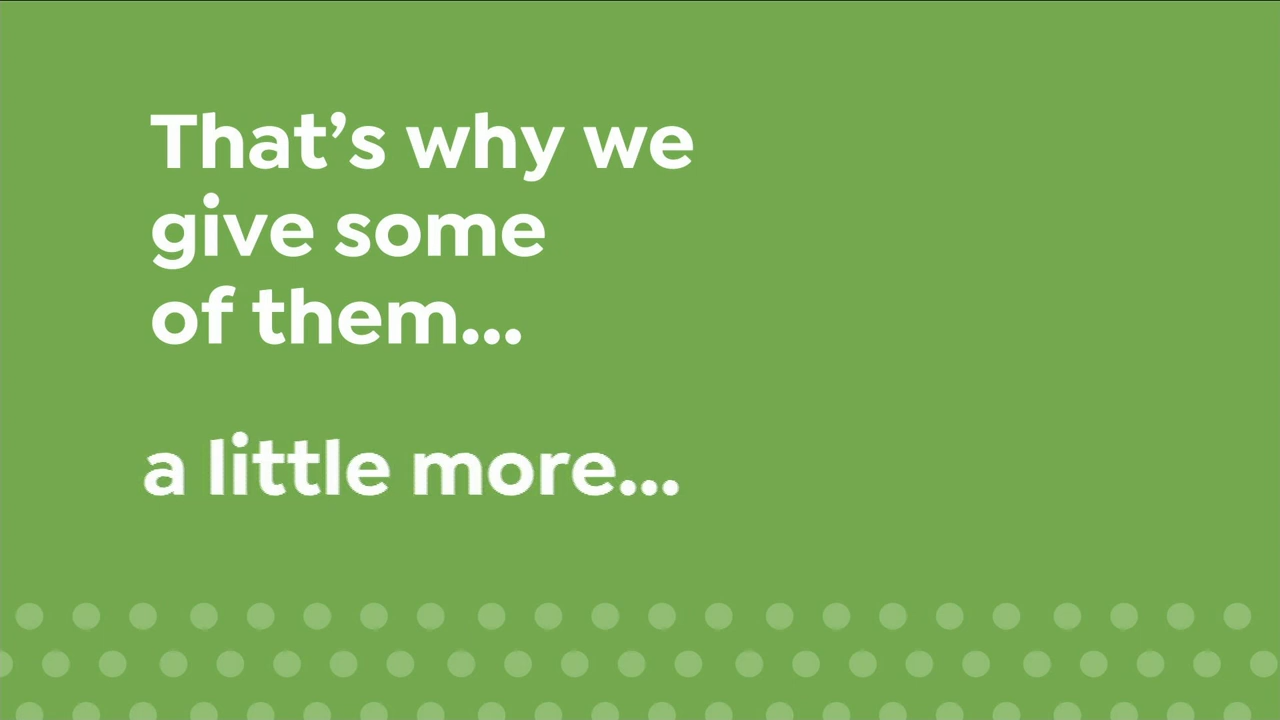 That’s why we
give some
of them...
a little more...